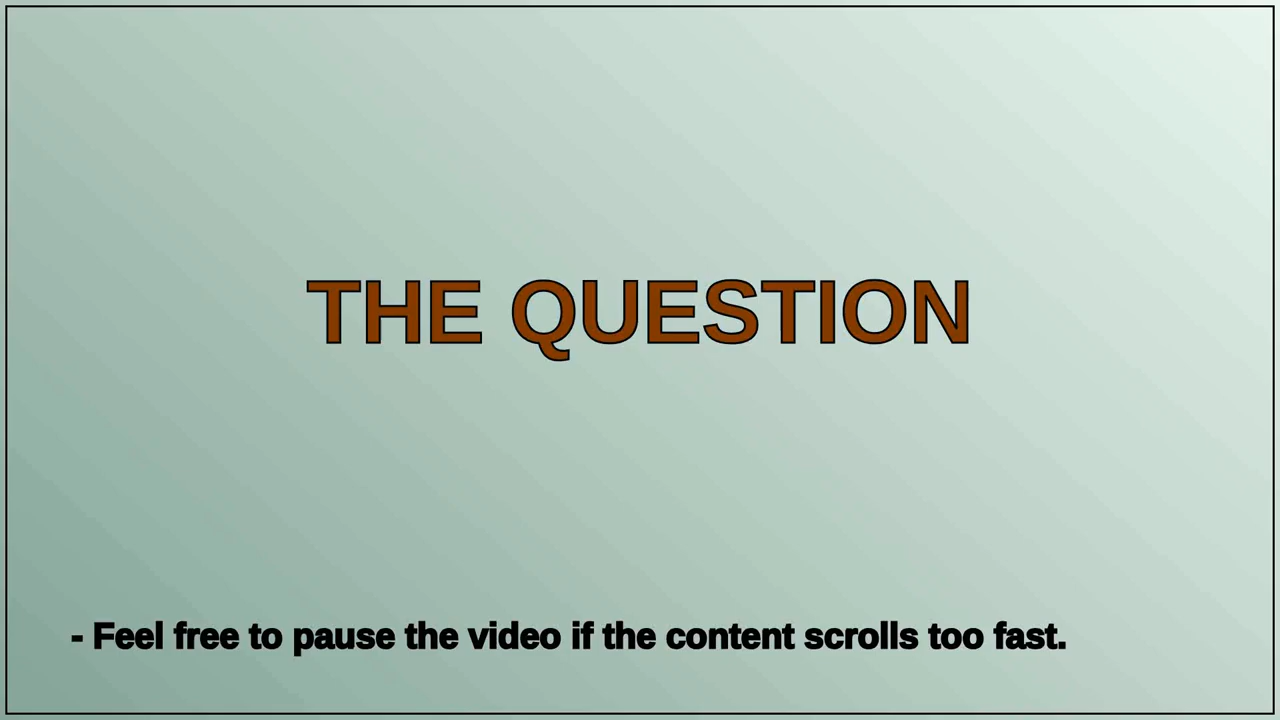 THE QUESTION
- Feel free to pause the video if the content scrolls too fast.